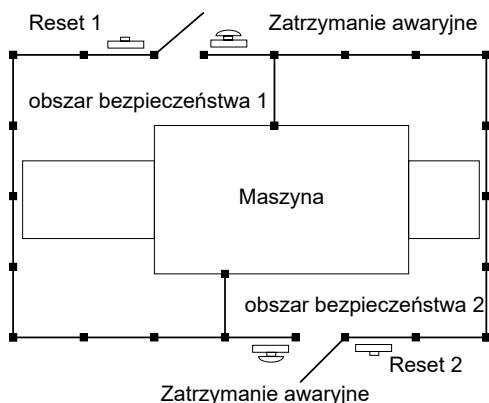 Reset 1
Zatrzymanie awaryjne
obszar bezpieczeństwa 1
Maszyna
obszar bezpieczeństwa 2
Reset 2
Zatrzymanie awaryjne